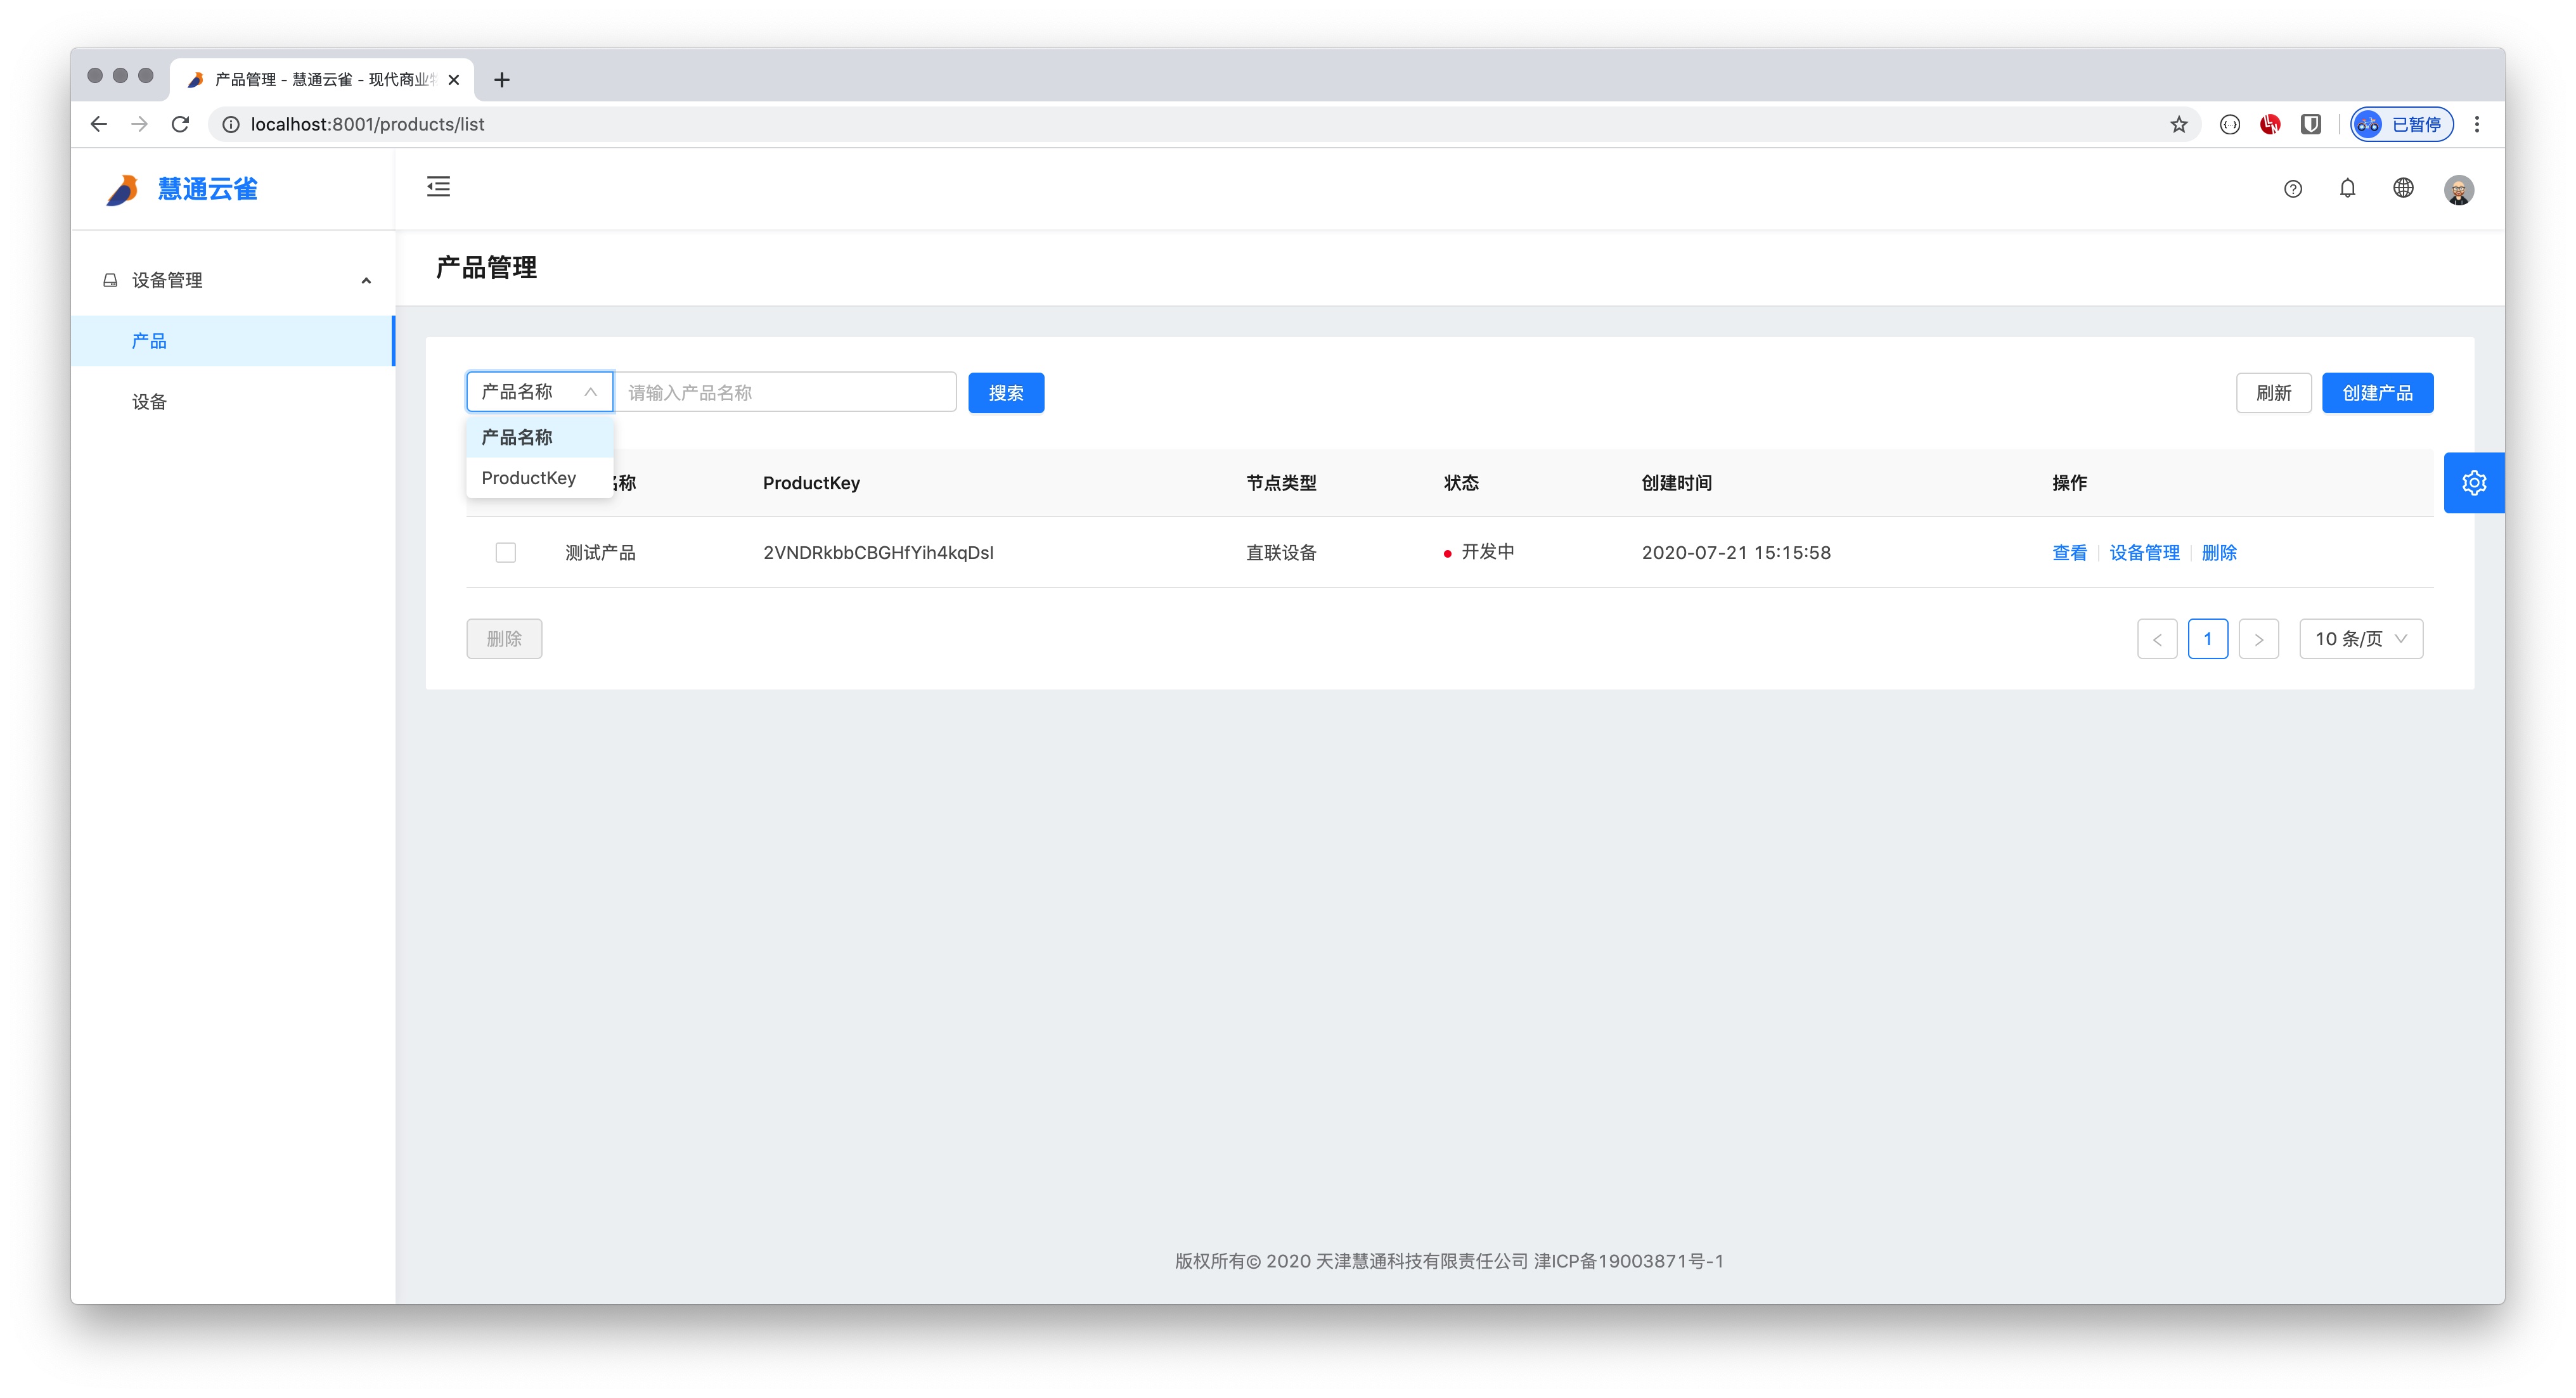 产品管理 - 慧通云雀 - 现代商业
localhost:8001/products/list
已暂停
慧通云雀
设备管理
产品
设备
产品管理
产品名称
请输入产品名称
搜索
刷新
创建产品
产品名称
ProductKey
称
ProductKey
节点类型
状态
创建时间
操作
测试产品
2VNDRkbbCBGHfYih4kqDsl
直联设备
开发中
2020-07-21 15:15:58
查看
设备管理
删除
删除
1
10 条/页
版权所有© 2020 天津慧通科技有限责任公司 津ICP备19003871号-1